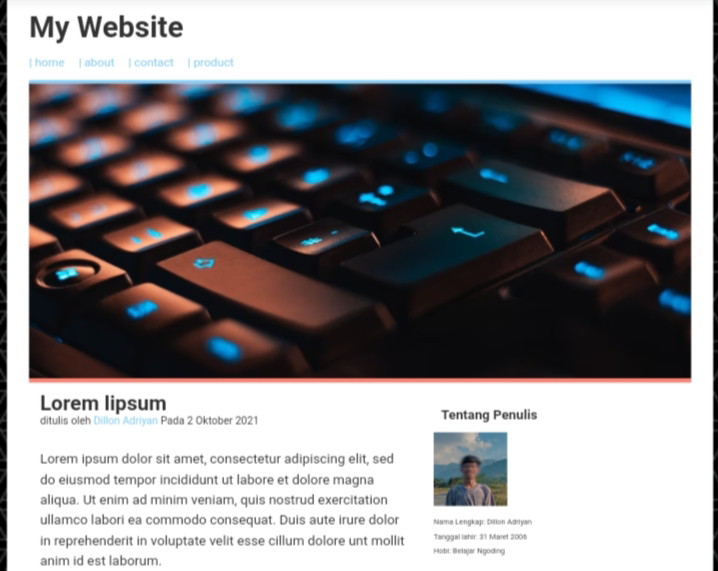 My Website
| home | about | contact | product
Lorem lipsum
ditulis oleh Dillon Adriyan Pada 2 Oktober 2021
Lorem ipsum dolor sit amet, consectetur adipiscing elit, sed
do eiusmod tempor incididunt ut labore et dolore magna
aliqua. Ut enim ad minim veniam, quis nostrud exercitation
ullamco labori ea commodo consequat. Duis aute irure dolor
in reprehenderit in voluptate velit esse cillum dolore unt mollit
anim id est laborum.
Tentang Penulis
Nama Lengkap: Dillon Adriyan
Tanggal lahir: 31 Maret 2006
Hobi: Belajar Ngoding